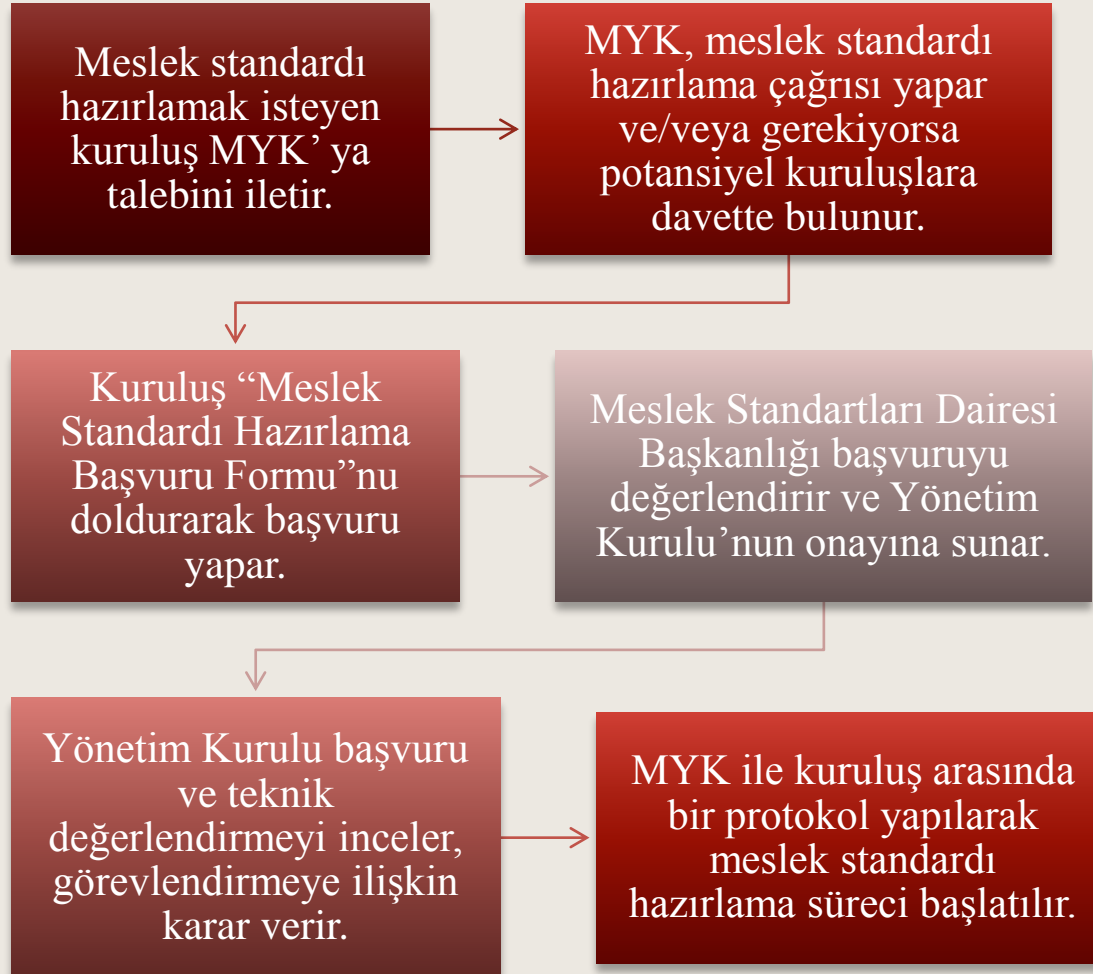 Meslek standardı
hazırlamak isteyen
kuruluş MYK’ ya
talebini iletir.
MYK, meslek standardı
hazırlama çağrısı yapar
ve/veya gerekiyorsa
potansiyel kuruluşlara
davette bulunur.
Kuruluş “Meslek
Standardı Hazırlama
Başvuru Formu”nu
doldurarak başvuru
yapar.
Meslek Standartları Dairesi
Başkanlığı başvuruyu
değerlendirir ve Yönetim
Kurulu’nun onayına sunar.
Yönetim Kurulu başvuru
ve teknik
değerlendirmeyi inceler,
görevlendirmeye ilişkin
karar verir.
MYK ile kuruluş arasında
bir protokol yapılarak
meslek standardı
hazırlama süreci başlatılır.